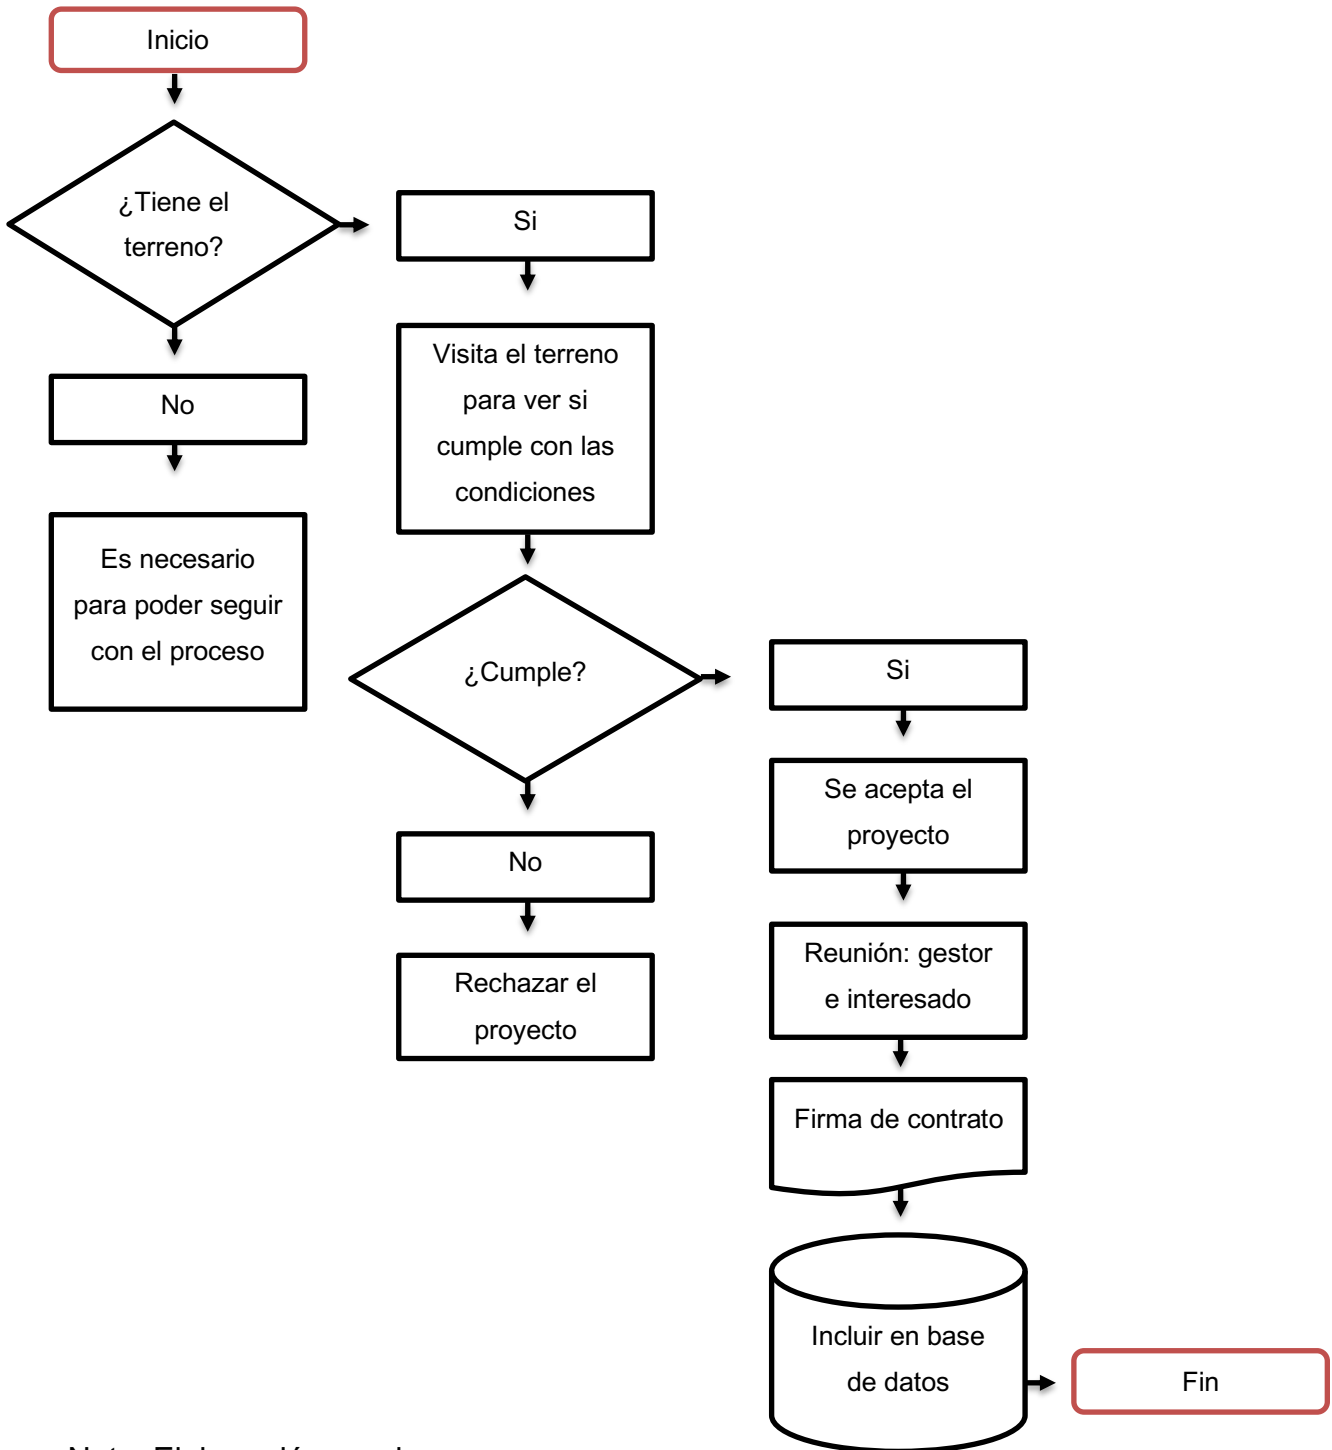 Inicio
¿Tiene el
terreno?
Si
No
Visita el terreno
para ver si
cumple con las
condiciones
Es necesario
para poder seguir
con el proceso
¿Cumple?
Si
No
Se acepta el
proyecto
Rechazar el
proyecto
Reunión: gestor
e interesado
Firma de contrato
Incluir en base
de datos
Fin